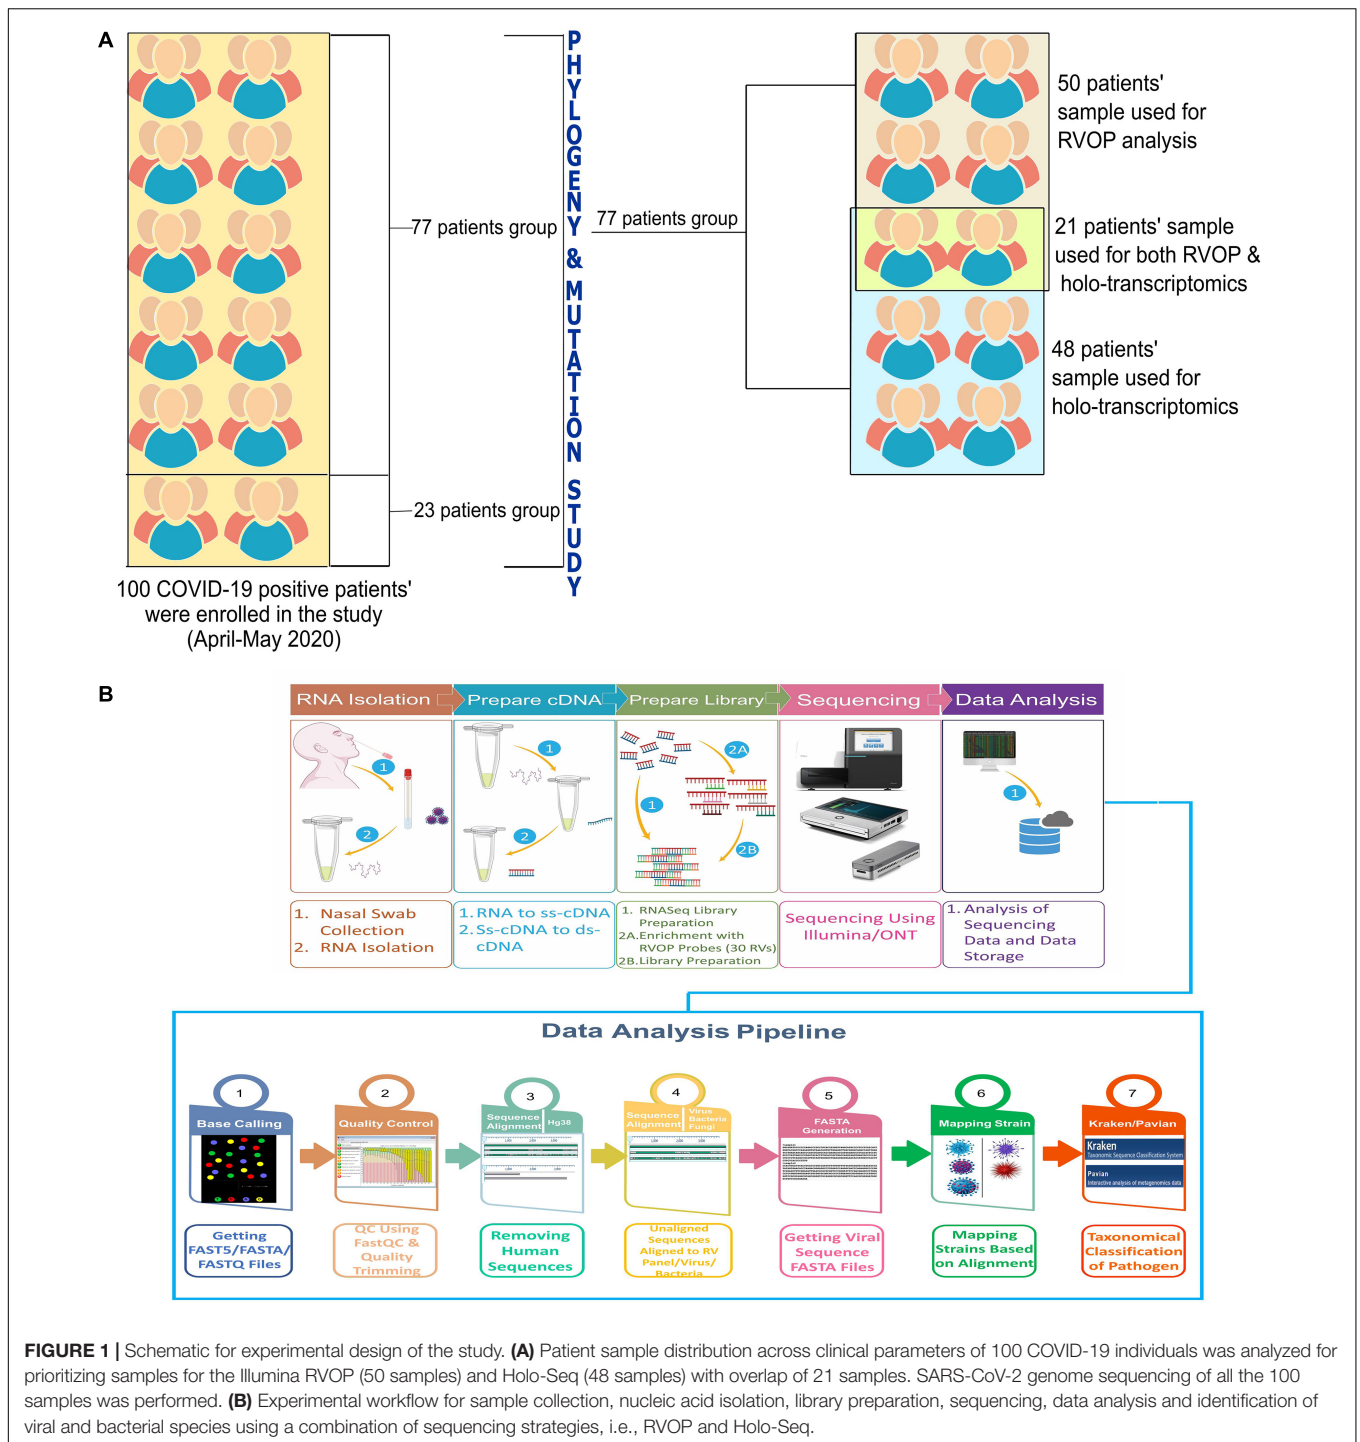 A
100 COVID-19 positive patients'
were enrolled in the study
(April-May 2020)
77 patients group
23 patients group
PHYLOGENY & MUTATION STUDY
77 patients group
50 patients'
sample used for
RVOP analysis
21 patients' sample
used for both RVOP &
holo-transcriptomics
48 patients'
sample used for
holo-transcriptomics
B
RNA Isolation
Prepare cDNA
Prepare Library
Sequencing
Data Analysis
1
2
1
2
2A
1
2B
1
1. Nasal Swab
Collection
2. RNA Isolation
1. RNA to ss-cDNA
2. Ss-cDNA to ds-
cDNA
1. RNASeq Library
Preparation
2A. Enrichment with
RVOP Probes (30 RVs)
2B. Library Preparation
Sequencing Using
Illumina/ONT
1. Analysis of
Sequencing
Data and Data
Storage
Data Analysis Pipeline
1
Base Calling
Getting
FAST5/FASTA/
FASTQ Files
2
Quality Control
QC Using
FastQC &
Quality
Trimming
3
Sequence
Alignment
Hg38
Removing
Human
Sequences
4
Sequence
Alignment
Virus
Bacteria
Fungi
Unaligned
Sequences
Aligned to RV
Panel/Virus/
Bacteria
5
FASTA
Generation
Getting Viral
Sequence
FASTA Files
6
Mapping Strain
Mapping
Strains Based
on Alignment
7
Kraken/Pavian
Kraken
Taxonomic Sequence Classification System
Pavian
Interactive analysis of metagenomics data
Taxonomical
Classification
of Pathogen
FIGURE 1 | Schematic for experimental design of the study. (A) Patient sample distribution across clinical parameters of 100 COVID-19 individuals was analyzed for
prioritizing samples for the Illumina RVOP (50 samples) and Holo-Seq (48 samples) with overlap of 21 samples. SARS-CoV-2 genome sequencing of all the 100
samples was performed. (B) Experimental workflow for sample collection, nucleic acid isolation, library preparation, sequencing, data analysis and identification of
viral and bacterial species using a combination of sequencing strategies, i.e., RVOP and Holo-Seq.